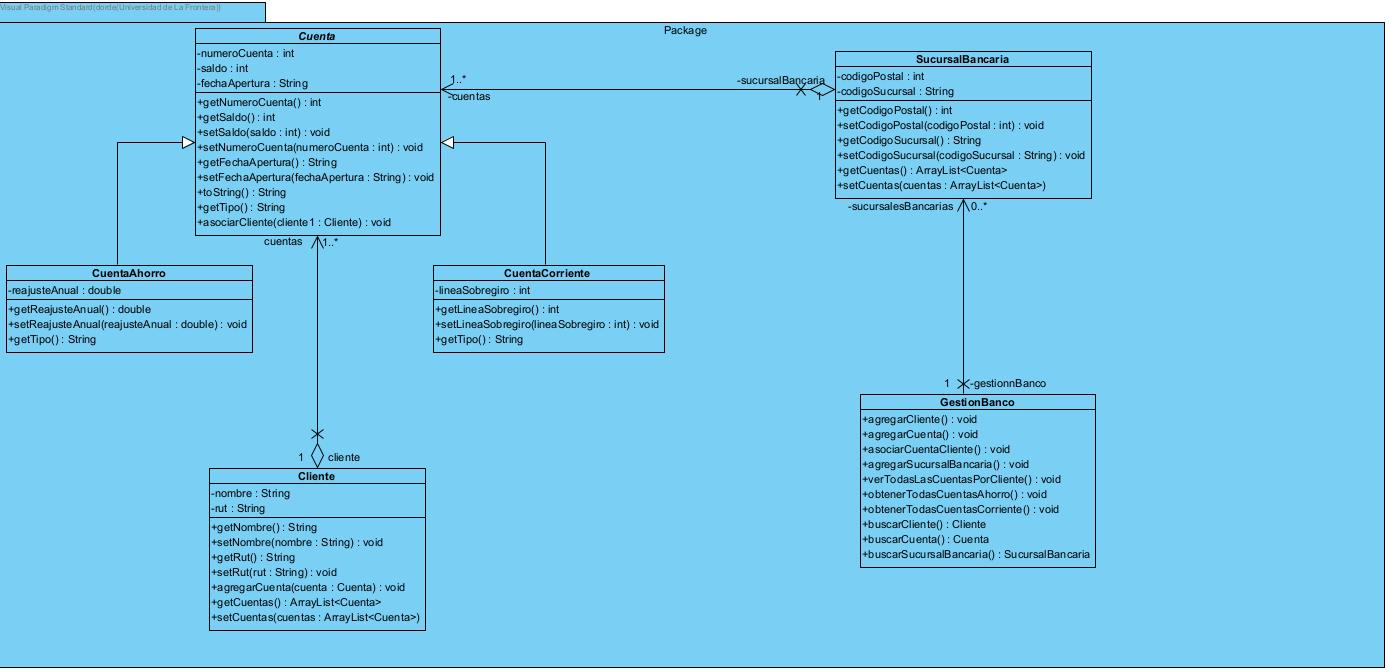 Visual Paradigm Standard(dorde(Universidad de La Frontera))
Package
Cuenta
-numeroCuenta : int
-saldo : int
-fechaApertura : String
+getNumeroCuenta() : int
+getSaldo() : int
+setSaldo(saldo : int) : void
+setNumeroCuenta(numeroCuenta : int) : void
+getFechaApertura() : String
+setFechaApertura(fechaApertura : String) : void
+toString() : String
+getTipo() : String
+asociarCliente(cliente1 : Cliente) : void
1..*
-cuentas
-sucursalBancaria
1
SucursalBancaria
-codigoPostal : int
-codigoSucursal : String
+getCodigoPostal() : int
+setCodigoPostal(codigoPostal : int) : void
+getCodigoSucursal() : String
+setCodigoSucursal(codigoSucursal : String) : void
+getCuentas() : ArrayList<Cuenta>
+setCuentas(cuentas : ArrayList<Cuenta>)
-sucursalesBancarias
0..*
cuentas
1..*
CuentaAhorro
-reajusteAnual : double
+getReajusteAnual() : double
+setReajusteAnual(reajusteAnual : double) : void
+getTipo() : String
CuentaCorriente
-lineaSobregiro : int
+getLineaSobregiro() : int
+setLineaSobregiro(lineaSobregiro : int) : void
+getTipo() : String
1
-gestionnBanco
GestionBanco
+agregarCliente() : void
+agregarCuenta() : void
+asociarCuentaCliente() : void
+agregarSucursalBancaria() : void
+verTodasLasCuentasPorCliente() : void
+obtenerTodasCuentasAhorro() : void
+obtenerTodasCuentasCorriente() : void
+buscarCliente() : Cliente
+buscarCuenta() : Cuenta
+buscarSucursalBancaria() : SucursalBancaria
1
cliente
Cliente
-nombre : String
-rut : String
+getNombre() : String
+setNombre(nombre : String) : void
+getRut() : String
+setRut(rut : String) : void
+agregarCuenta(cuenta : Cuenta) : void
+getCuentas() : ArrayList<Cuenta>
+setCuentas(cuentas : ArrayList<Cuenta>)